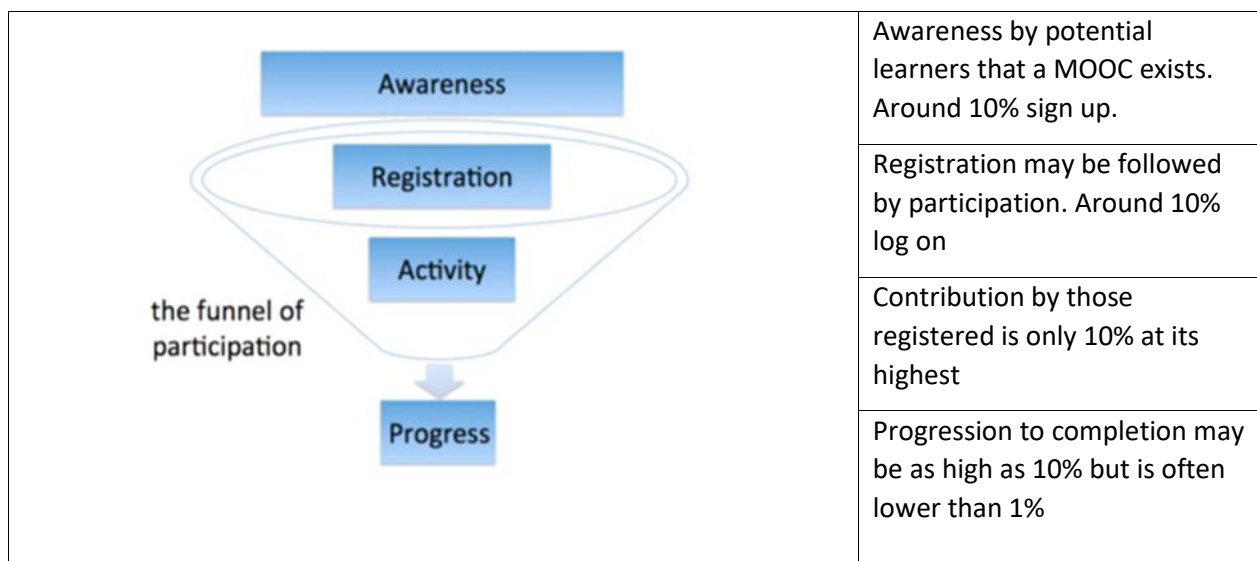 Awareness
Registration
Activity
the funnel of
participation
Progress
Awareness by potential
learners that a MOOC exists.
Around 10% sign up.
Registration may be followed
by participation. Around 10%
log on
Contribution by those
registered is only 10% at its
highest
Progression to completion may
be as high as 10% but is often
lower than 1%